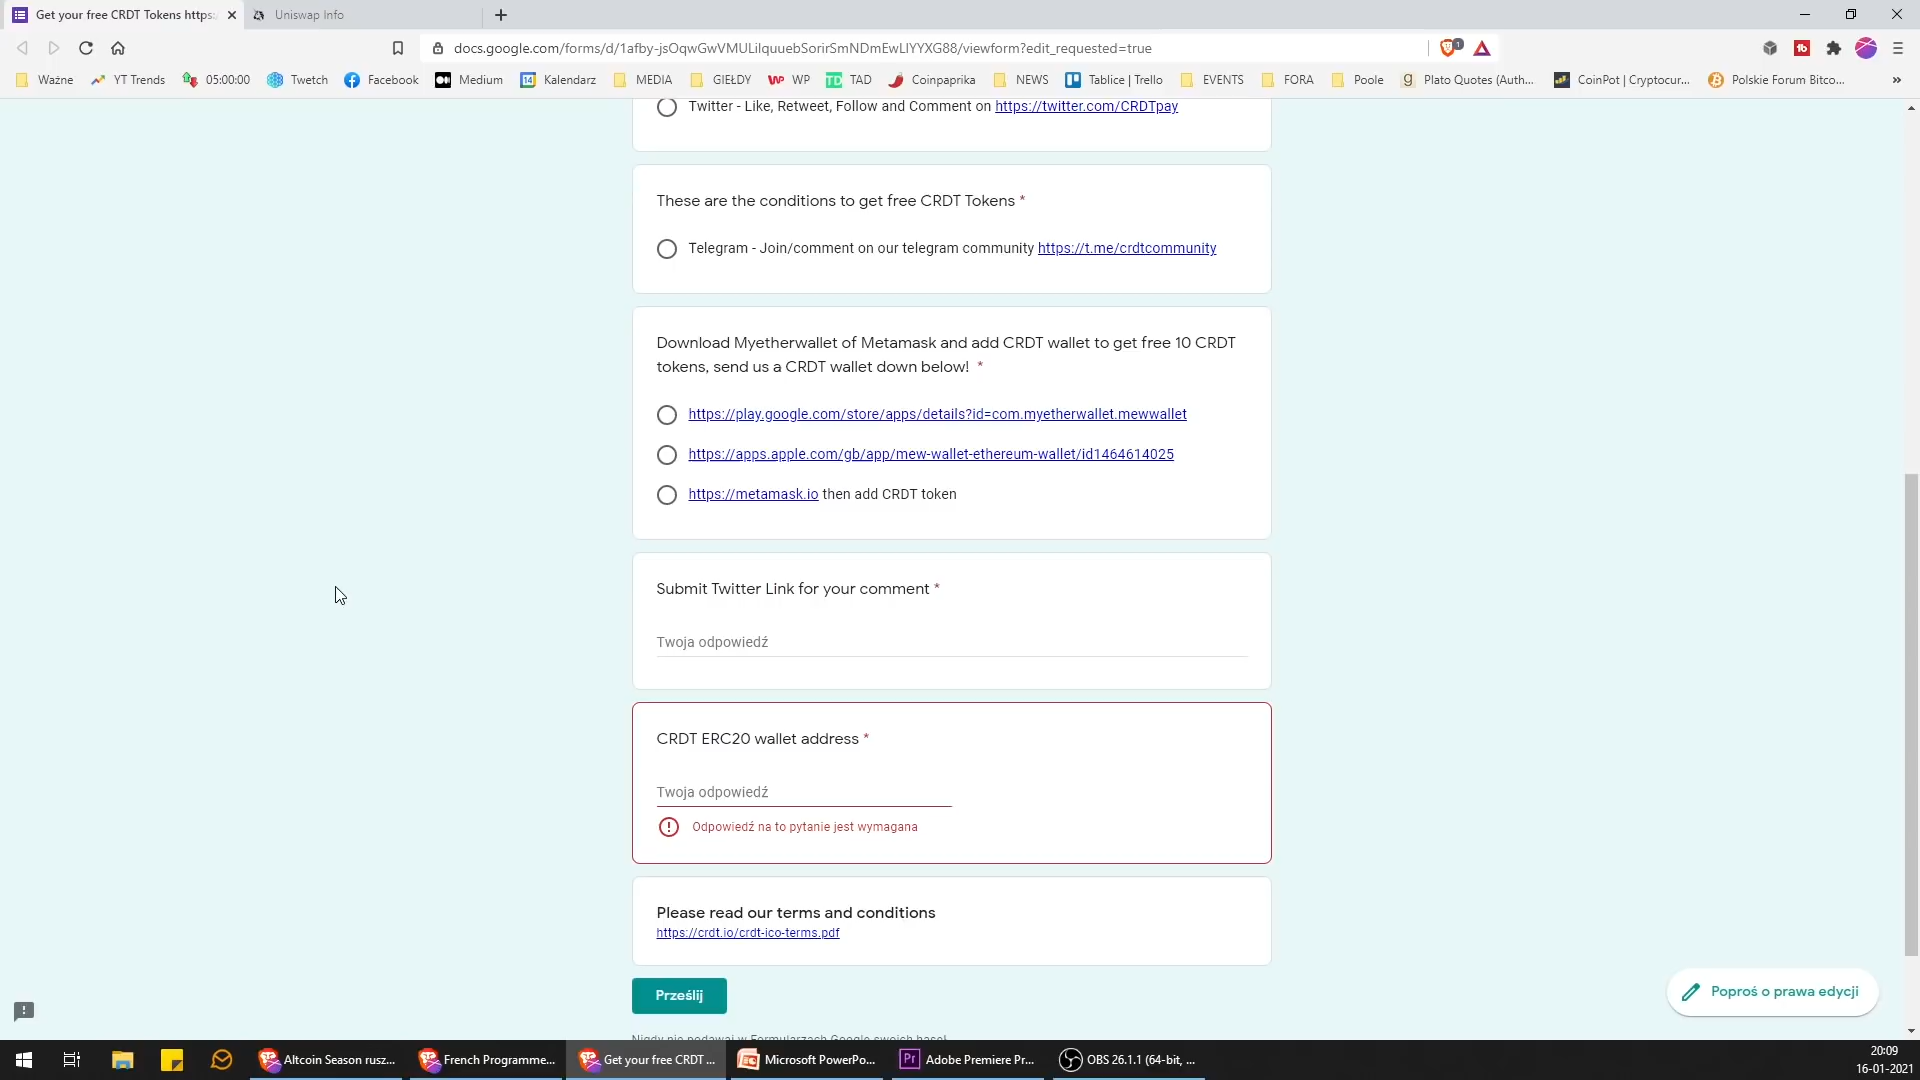 Get your free CRDT Tokens https:
Uniswap Info
docs.google.com/forms/d/1afby-jsOqwGwVMULilquuebSorirSmNDmEwLlYYXG88/viewform?edit_requested=true
1
Ważne
YT Trends
05:00:00
Twetch
Facebook
Medium
Kalendarz
MEDIA
GIEŁDY
WP
TAD
Coinpaprika
NEWS
Tablice | Trello
EVENTS
FORA
Poole
Plato Quotes (Auth...
CoinPot | Cryptocur...
Polskie Forum Bitco...
Twitter - Like, Retweet, Follow and Comment on https://twitter.com/CRDTpay
These are the conditions to get free CRDT Tokens *
Telegram - Join/comment on our telegram community https://t.me/crdtcommunity
Download Myetherwallet of Metamask and add CRDT wallet to get free 10 CRDT
tokens, send us a CRDT wallet down below! *
https://play.google.com/store/apps/details?id=com.myetherwallet.mewwallet
https://apps.apple.com/gb/app/mew-wallet-ethereum-wallet/id1464614025
https://metamask.io then add CRDT token
Submit Twitter Link for your comment *
Twoja odpowiedź
CRDT ERC20 wallet address *
Twoja odpowiedź
Odpowiedź na to pytanie jest wymagana
Please read our terms and conditions
https://crdt.io/crdt-ico-terms.pdf
Prześlij
Poproś o prawa edycji
Nigdy nie podawaj w Formularzach Google swoich haseł.
Altcoin Season rusz...
French Programme...
Get your free CRDT ...
Microsoft PowerPo...
Adobe Premiere Pr...
OBS 26.1.1 (64-bit, ...
20:09
16-01-2021